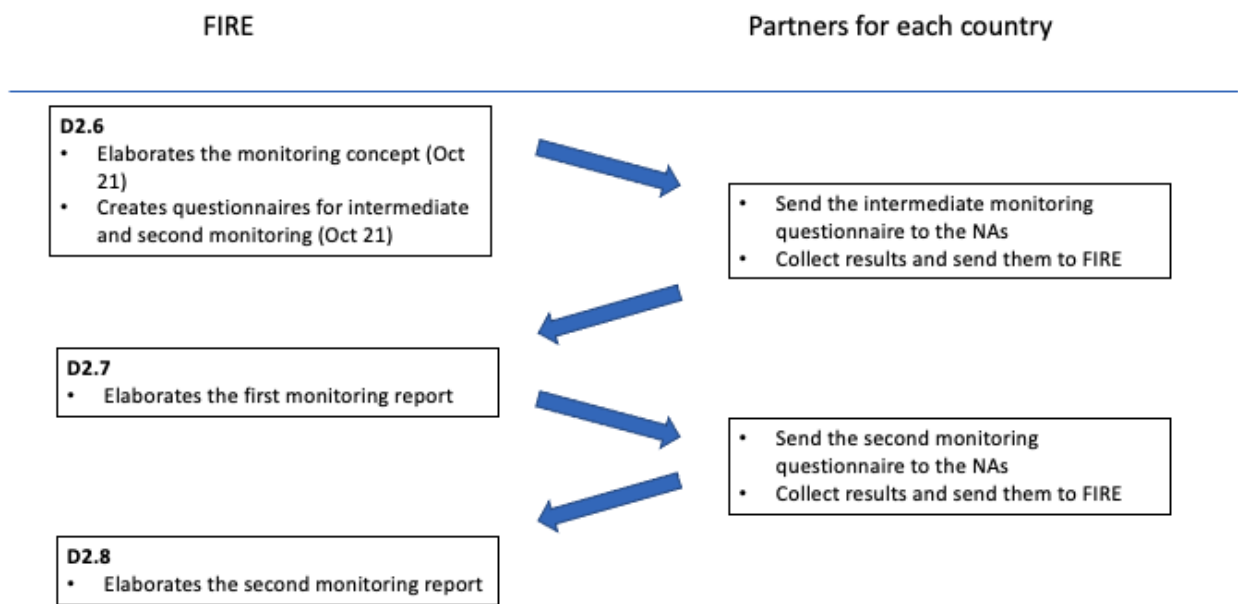 FIRE
Partners for each country
D2.6
• Elaborates the monitoring concept (Oct
21)
• Creates questionnaires for intermediate
and second monitoring (Oct 21)
• Send the intermediate monitoring
questionnaire to the NAs
• Collect results and send them to FIRE
D2.7
• Elaborates the first monitoring report
• Send the second monitoring
questionnaire to the NAs
• Collect results and send them to FIRE
D2.8
• Elaborates the second monitoring report